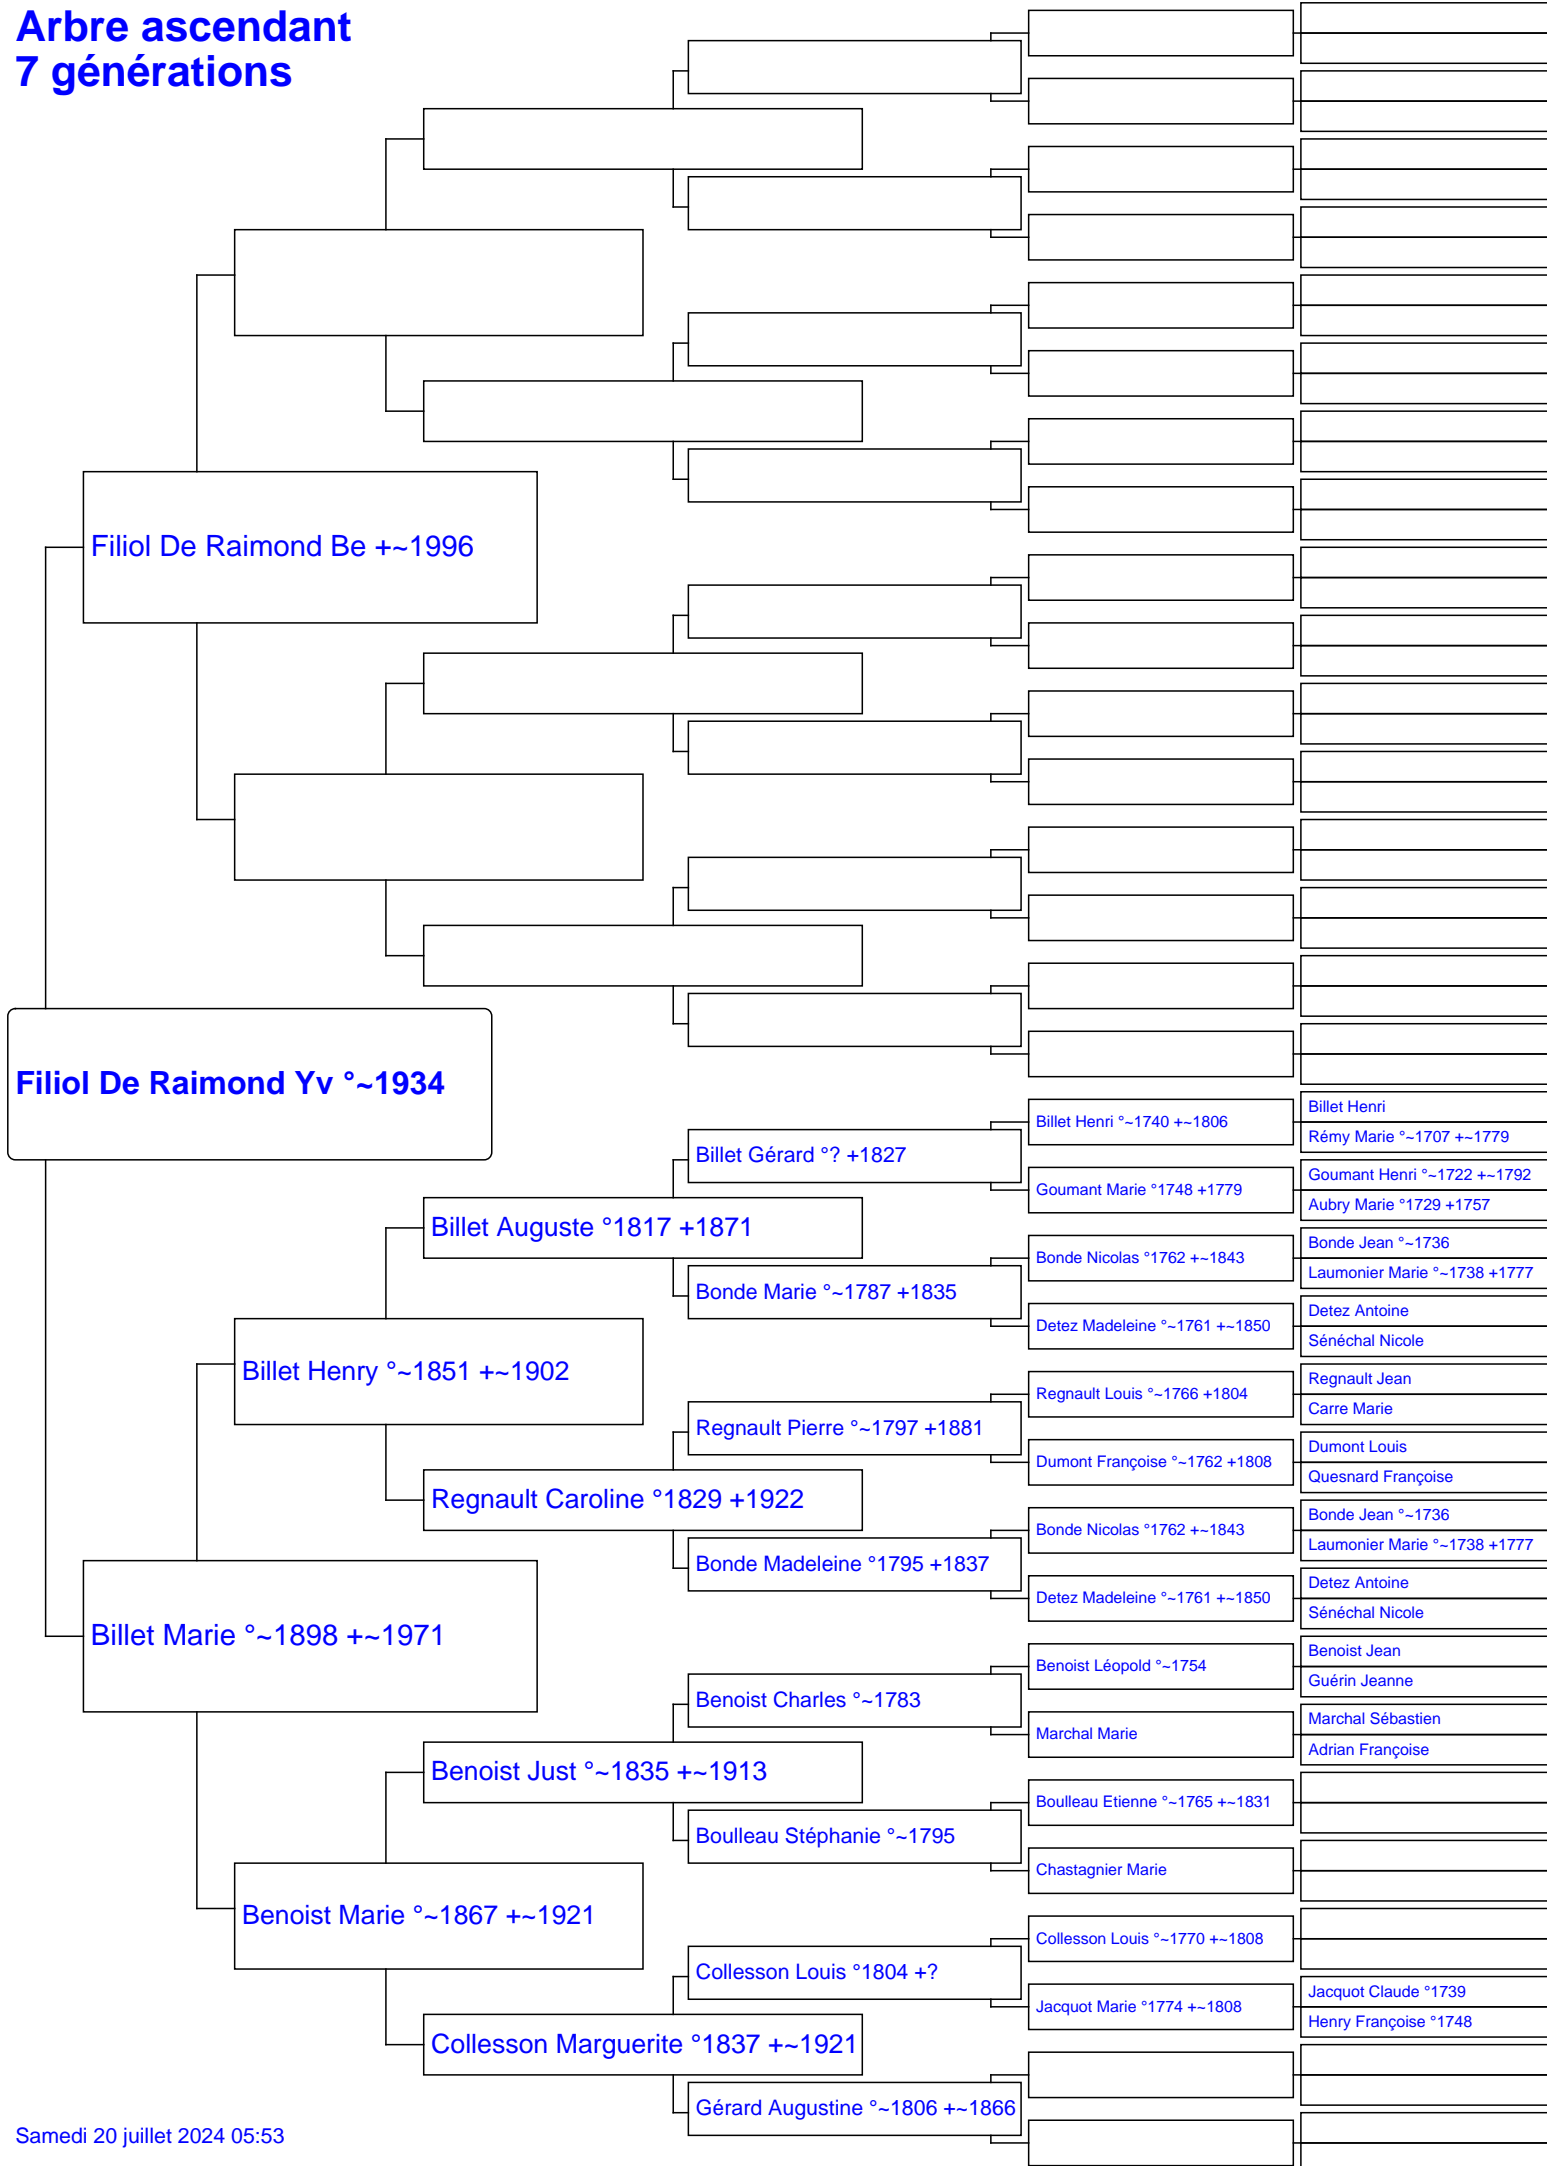 Arbre ascendant
7 générations
Filiol De Raimond Be +~1996
Filiol De Raimond Yv °~1934
Billet Henri °~1740 +~1806
Billet Henri
Rémy Marie °~1707 +~1779
Billet Gérard °? +1827
Goumant Marie °1748 +1779
Goumant Henri °~1722 +~1792
Aubry Marie °1729 +1757
Billet Auguste °1817 +1871
Bonde Nicolas °1762 +~1843
Bonde Jean °~1736
Laumonier Marie °~1738 +1777
Bonde Marie °~1787 +1835
Detez Madeleine °~1761 +~1850
Detez Antoine
Sénéchal Nicole
Billet Henry °~1851 +~1902
Regnault Louis °~1766 +1804
Regnault Jean
Carre Marie
Regnault Pierre °~1797 +1881
Dumont Françoise °~1762 +1808
Dumont Louis
Quesnard Françoise
Regnault Caroline °1829 +1922
Bonde Nicolas °1762 +~1843
Bonde Jean °~1736
Laumonier Marie °~1738 +1777
Bonde Madeleine °1795 +1837
Detez Madeleine °~1761 +~1850
Detez Antoine
Sénéchal Nicole
Billet Marie °~1898 +~1971
Benoist Léopold °~1754
Benoist Jean
Guérin Jeanne
Benoist Charles °~1783
Marchal Marie
Marchal Sébastien
Adrian Françoise
Benoist Just °~1835 +~1913
Boulleau Etienne °~1765 +~1831
Boulleau Stéphanie °~1795
Chastagnier Marie
Benoist Marie °~1867 +~1921
Collesson Louis °~1770 +~1808
Collesson Louis °1804 +?
Jacquot Marie °1774 +~1808
Jacquot Claude °1739
Henry Françoise °1748
Collesson Marguerite °1837 +~1921
Gérard Augustine °~1806 +~1866
Samedi 20 juillet 2024 05:53